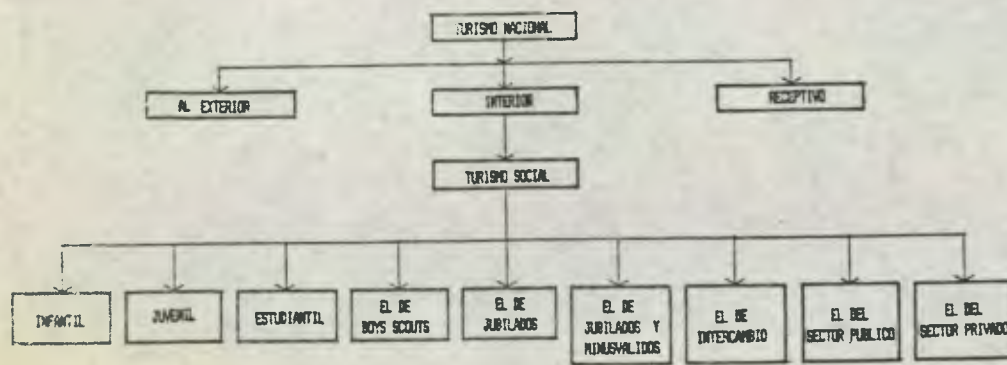 TURISMO NACIONAL
AL EXTERIOR
INTERIOR
RECEPTIVO
TURISMO SOCIAL
INFANTIL
JUVENIL
ESTUDIANTIL
EL DE
BOYS SCOUTS
EL DE
JUBILADOS
EL DE
JUBILADOS Y
MINUSVALIDOS
EL DE
INTERCAMBIO
EL DEL
SECTOR PUBLICO
EL DEL
SECTOR PRIVADO